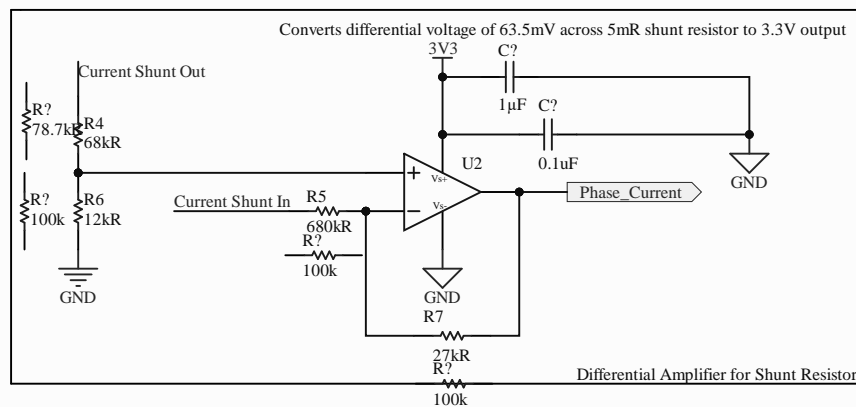 Converts differential voltage of 63.5mV across 5mR shunt resistor to 3.3V output
3V3
C?
1µF
C?
0.1uF
GND
Current Shunt Out
R?
78.7kR
R4
68kR
R?
100k
R6
12kR
GND
Current Shunt In
R5
680kR
R?
100k
+
−
Vs+
Vs-
U2
Phase_Current
GND
R7
27kR
R?
100k
Differential Amplifier for Shunt Resistor